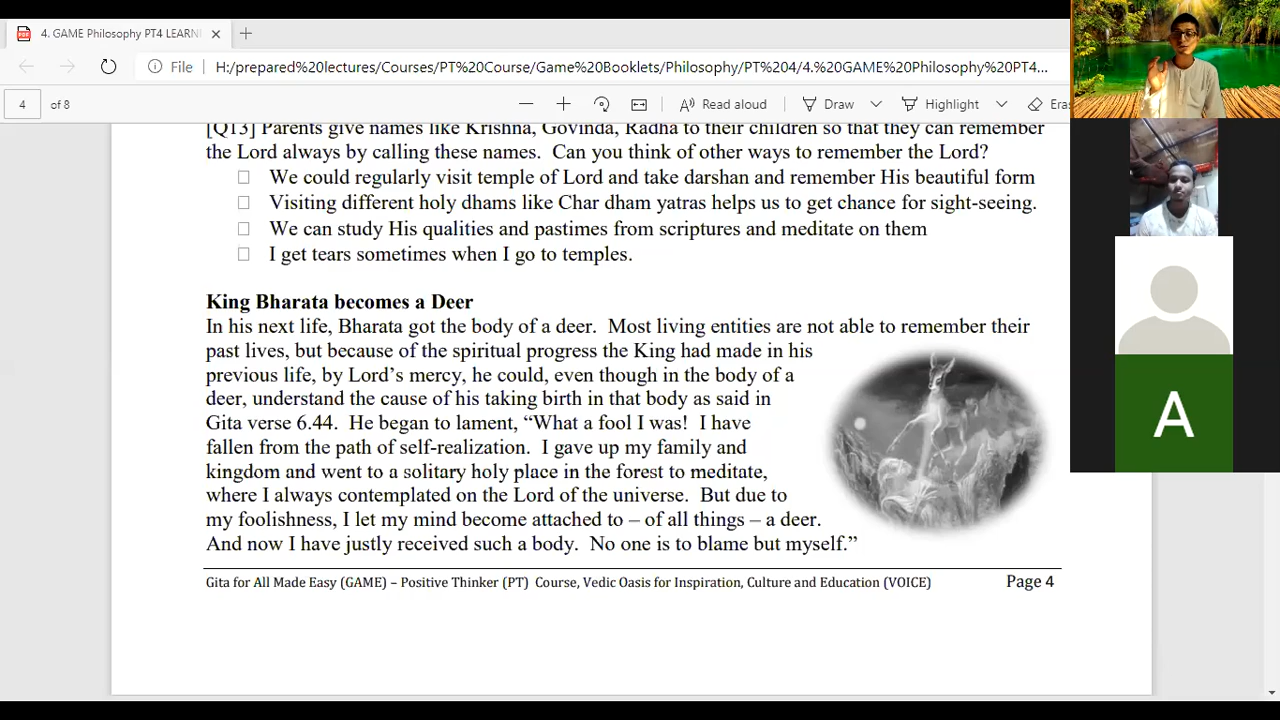 4. GAME Philosophy PT4 LEARNI
File H:/prepared%20lectures/Courses/PT%20Course/Game%20Booklets/Philosophy/PT%204/4.%20GAME%20Philosophy%20PT4...
4 of 8 Read aloud Draw Highlight Eras
[Q13] Parents give names like Krishna, Govinda, Radha to their children so that they can remember
the Lord always by calling these names. Can you think of other ways to remember the Lord?
We could regularly visit temple of Lord and take darshan and remember His beautiful form
Visiting different holy dhams like Char dham yatras helps us to get chance for sight-seeing.
We can study His qualities and pastimes from scriptures and meditate on them
I get tears sometimes when I go to temples.
King Bharata becomes a Deer
In his next life, Bharata got the body of a deer. Most living entities are not able to remember their
past lives, but because of the spiritual progress the King had made in his
previous life, by Lord's mercy, he could, even though in the body of a
deer, understand the cause of his taking birth in that body as said in
Gita verse 6.44. He began to lament, “What a fool I was! I have
fallen from the path of self-realization. I gave up my family and
kingdom and went to a solitary holy place in the forest to meditate,
where I always contemplated on the Lord of the universe. But due to
my foolishness, I let my mind become attached to – of all things – a deer.
And now I have justly received such a body. No one is to blame but myself.”
Gita for All Made Easy (GAME) – Positive Thinker (PT) Course, Vedic Oasis for Inspiration, Culture and Education (VOICE) Page 4
A